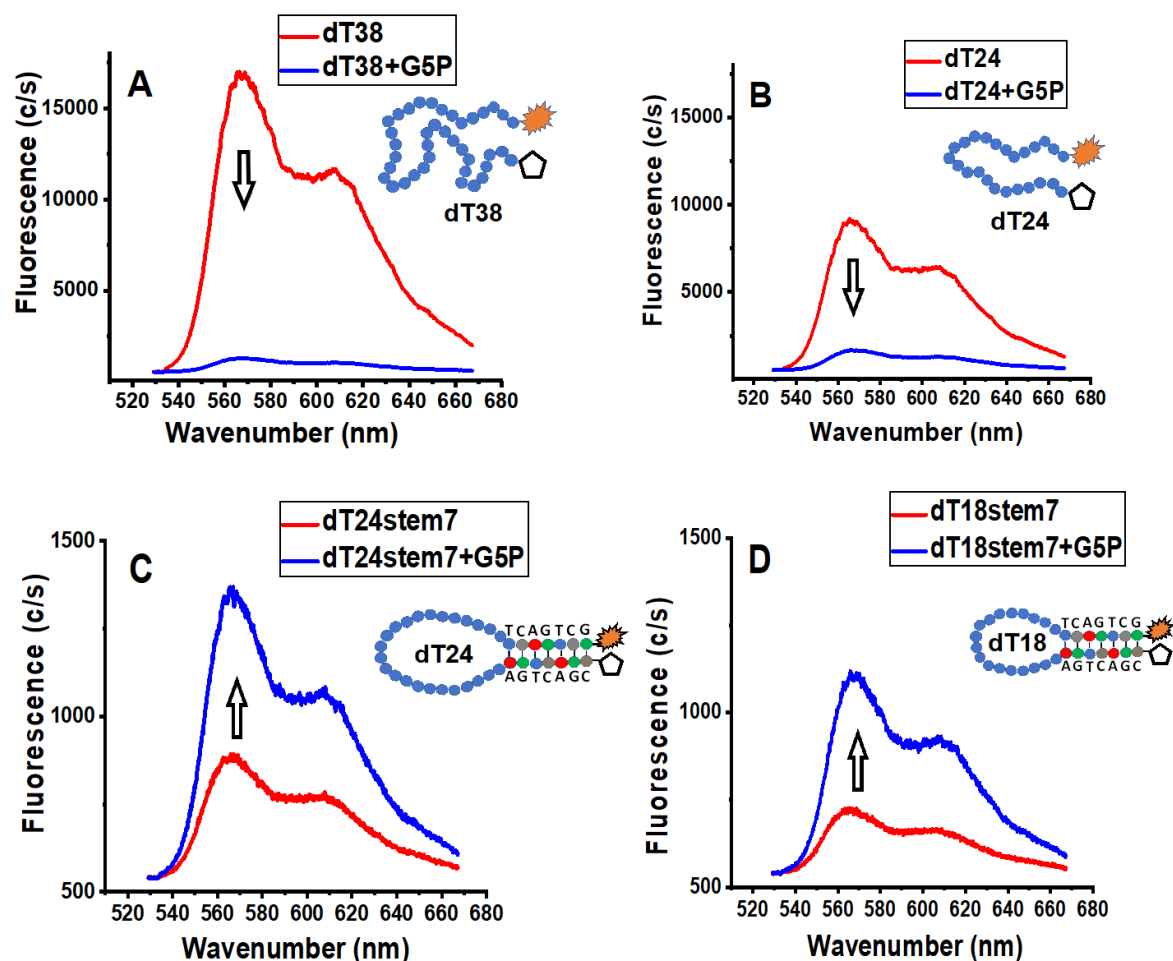 A
dT38
dT38+G5P
Fluorescence (c/s)
15000
10000
5000
dT38
520 540 560 580 600 620 640 660 680
Wavenumber (nm)
B
dT24
dT24+G5P
Fluorescence (c/s)
15000
10000
5000
dT24
520 540 560 580 600 620 640 660 680
Wavenumber (nm)
C
dT24stem7
dT24stem7+G5P
Fluorescence (c/s)
1500
1000
500
dT24
TCAGTCG
AGTCAGC
520 540 560 580 600 620 640 660 680
Wavenumber (nm)
D
dT18stem7
dT18stem7+G5P
Fluorescence (c/s)
1500
1000
500
dT18
TCAGTCG
AGTCAGC
520 540 560 580 600 620 640 660 680
Wavenumber (nm)